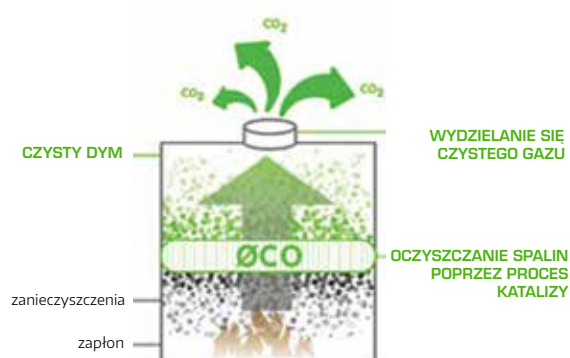 CO₂
CO₂
CO₂
CZYSTY DYM
WYDZIELANIE SIĘ
CZYSTEGO GAZU
ØCO
OCZYSZCZANIE SPALIN
POPRZEZ PROCES
KATALIZY
zanieczyszczenia
zapłon